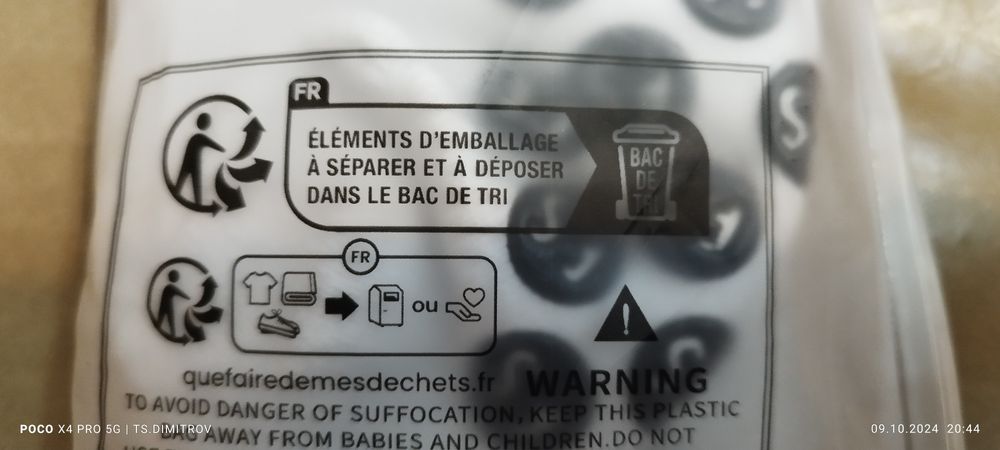 FR
ÉLÉMENTS D'EMBALLAGE
À SÉPARER ET À DÉPOSER
DANS LE BAC DE TRI
BAC
DE
TRI
FR
ou
quefairedemesdechets.fr
WARNING
TO AVOID DANGER OF SUFFOCATION, KEEP THIS PLASTIC
BAG AWAY FROM BABIES AND CHILDREN.DO NOT
POCO X4 PRO 5G | TS.DIMITROV
09.10.2024 20:44